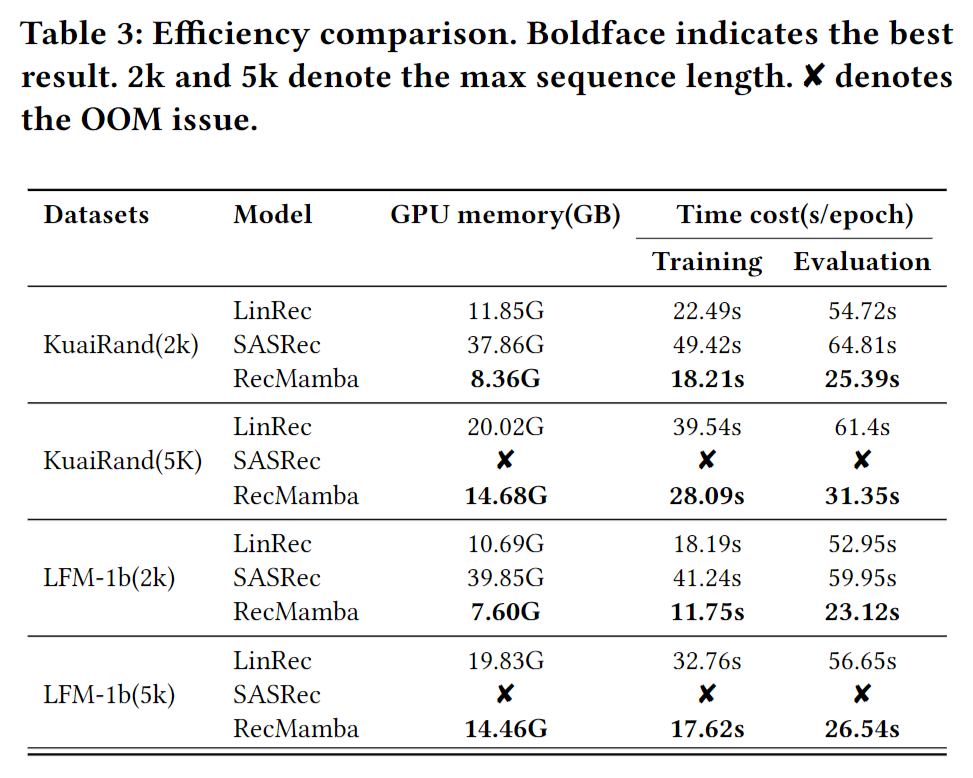 Table 3: Efficiency comparison. Boldface indicates the best
result. 2k and 5k denote the max sequence length. ✘ denotes
the OOM issue.
Datasets Model GPU memory(GB) Time cost(s/epoch)
Training Evaluation
LinRec 11.85G 22.49s 54.72s
KuaiRand(2k) SASRec 37.86G 49.42s 64.81s
RecMamba 8.36G 18.21s 25.39s
LinRec 20.02G 39.54s 61.4s
KuaiRand(5K) SASRec ✘ ✘ ✘
RecMamba 14.68G 28.09s 31.35s
LinRec 10.69G 18.19s 52.95s
LFM-1b(2k) SASRec 39.85G 41.24s 59.95s
RecMamba 7.60G 11.75s 23.12s
LinRec 19.83G 32.76s 56.65s
LFM-1b(5k) SASRec ✘ ✘ ✘
RecMamba 14.46G 17.62s 26.54s